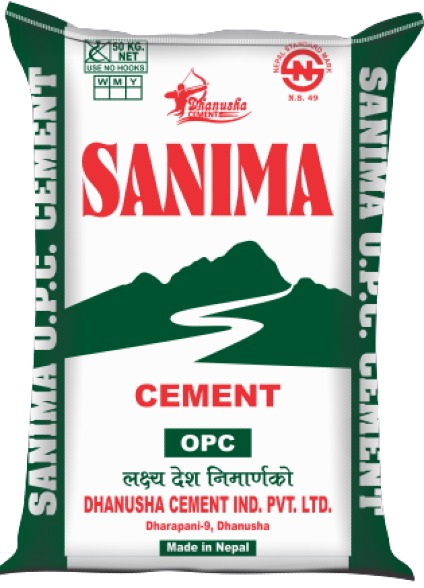 50 KG.
NET
USE NO HOOKS
W M Y
NEPAL STANDARD MARK
NS
N.S. 49
Dhanusha
CEMENT
SANIMA
CEMENT
OPC
लक्ष्य देश निमार्णको
DHANUSHA CEMENT IND. PVT. LTD.
Dharapani-9, Dhanusha
Made in Nepal
SANIMA O.P.C. CEMENT
SANIMA O.P.C. CEMENT